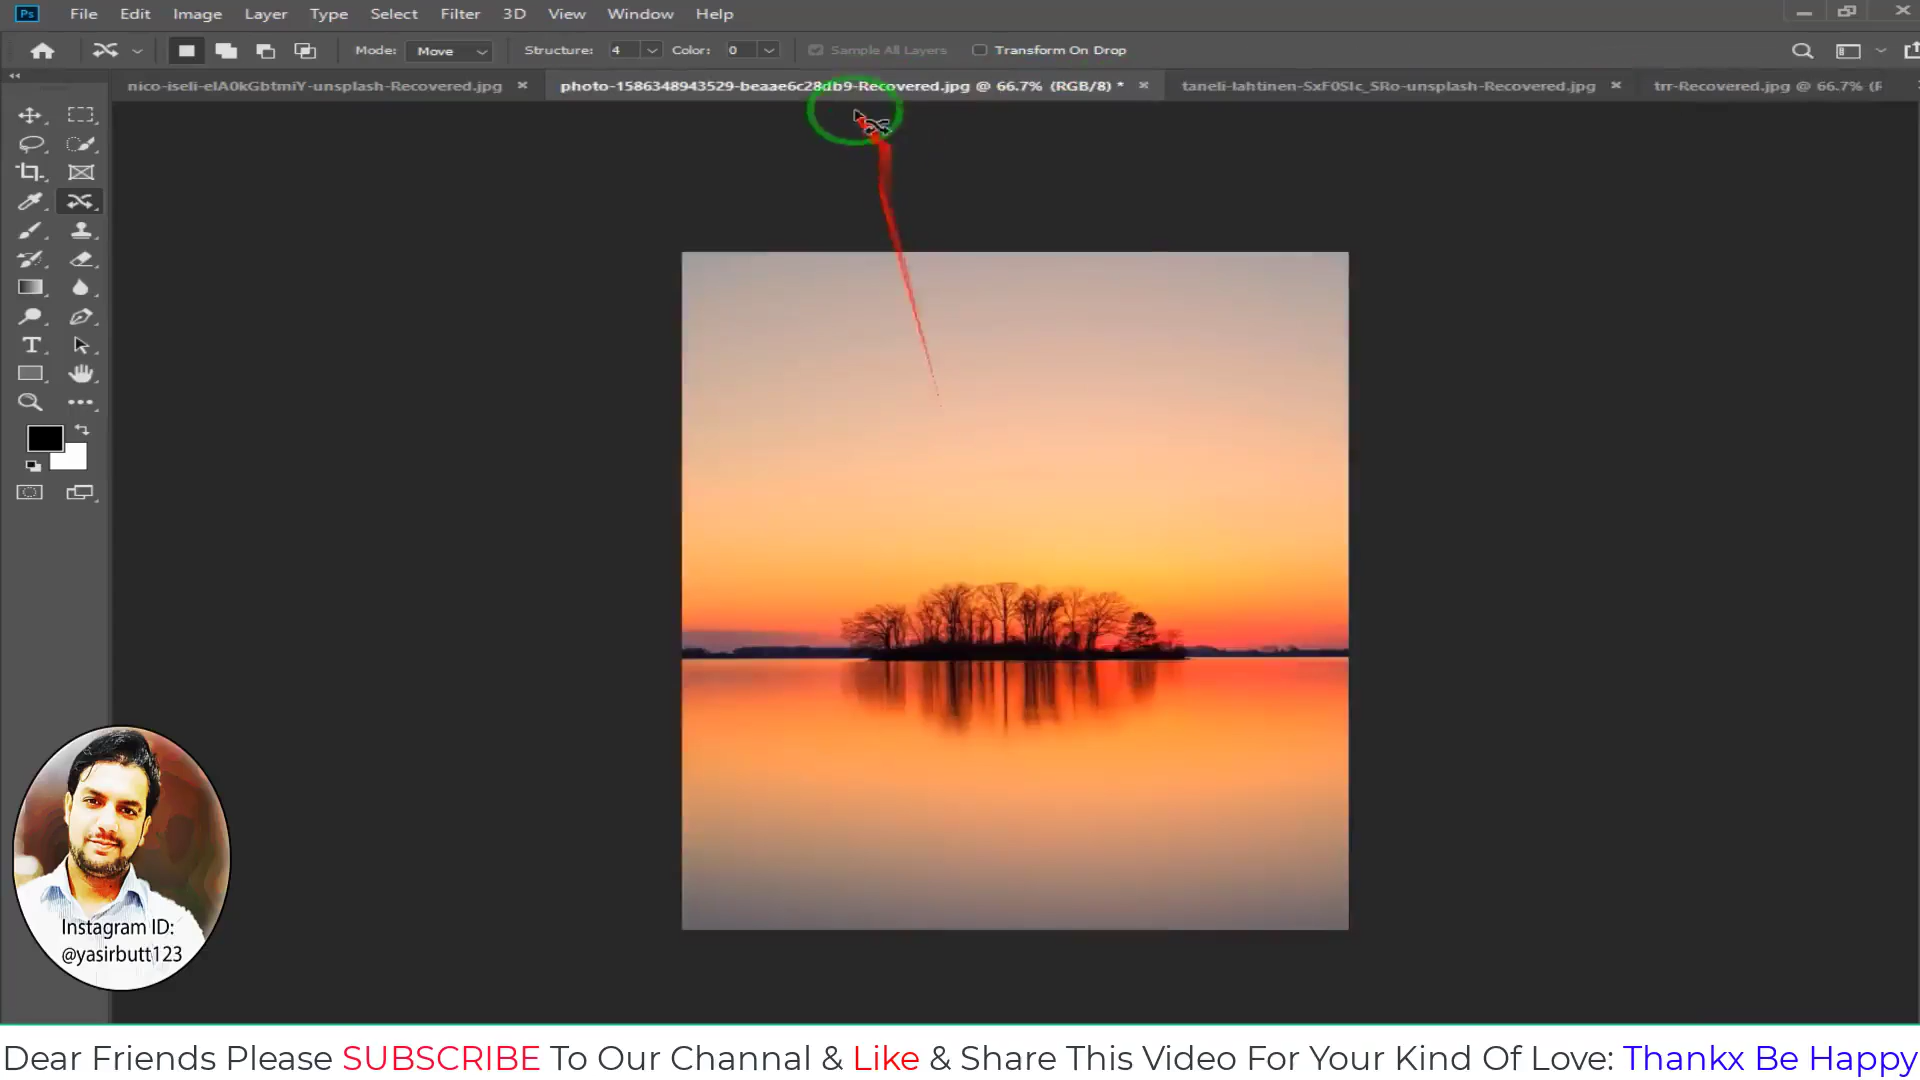 Ps File Edit Image Layer Type Select Filter 3D View Window Help
Mode: Move Structure: 4 Color: 0 Sample All Layers Transform On Drop
nico-iseli-elA0kGbtmiY-unsplash-Recovered.jpg × photo-1586348943529-beaae6c28db9-Recovered.jpg @ 66.7% (RGB/8) * × taneli-lahtinen-SxF0SIc_SRo-unsplash-Recovered.jpg × trr-Recovered.jpg @ 66.7% (F
T
Instagram ID:
@yasirbutt123
Dear Friends Please SUBSCRIBE To Our Channal & Like & Share This Video For Your Kind Of Love: Thankx Be Happy